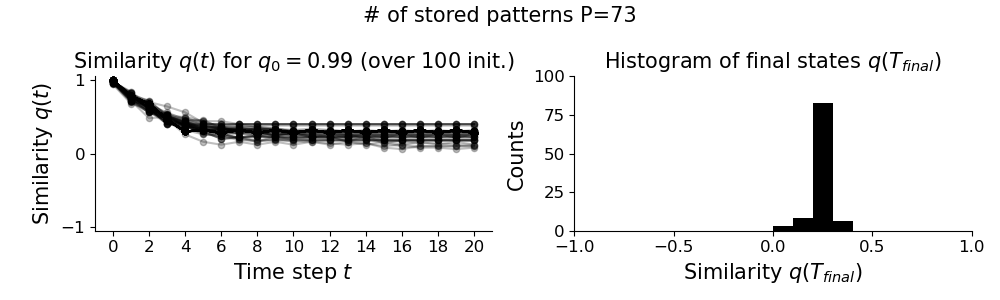 # of stored patterns P=73
Similarity q(t) for q₀ = 0.99 (over 100 init.)
1
0
−1
Similarity q(t)
0 2 4 6 8 10 12 14 16 18 20
Time step t
Histogram of final states q(T_final)
100
75
50
25
0
Counts
−1.0 −0.5 0.0 0.5 1.0
Similarity q(T_final)